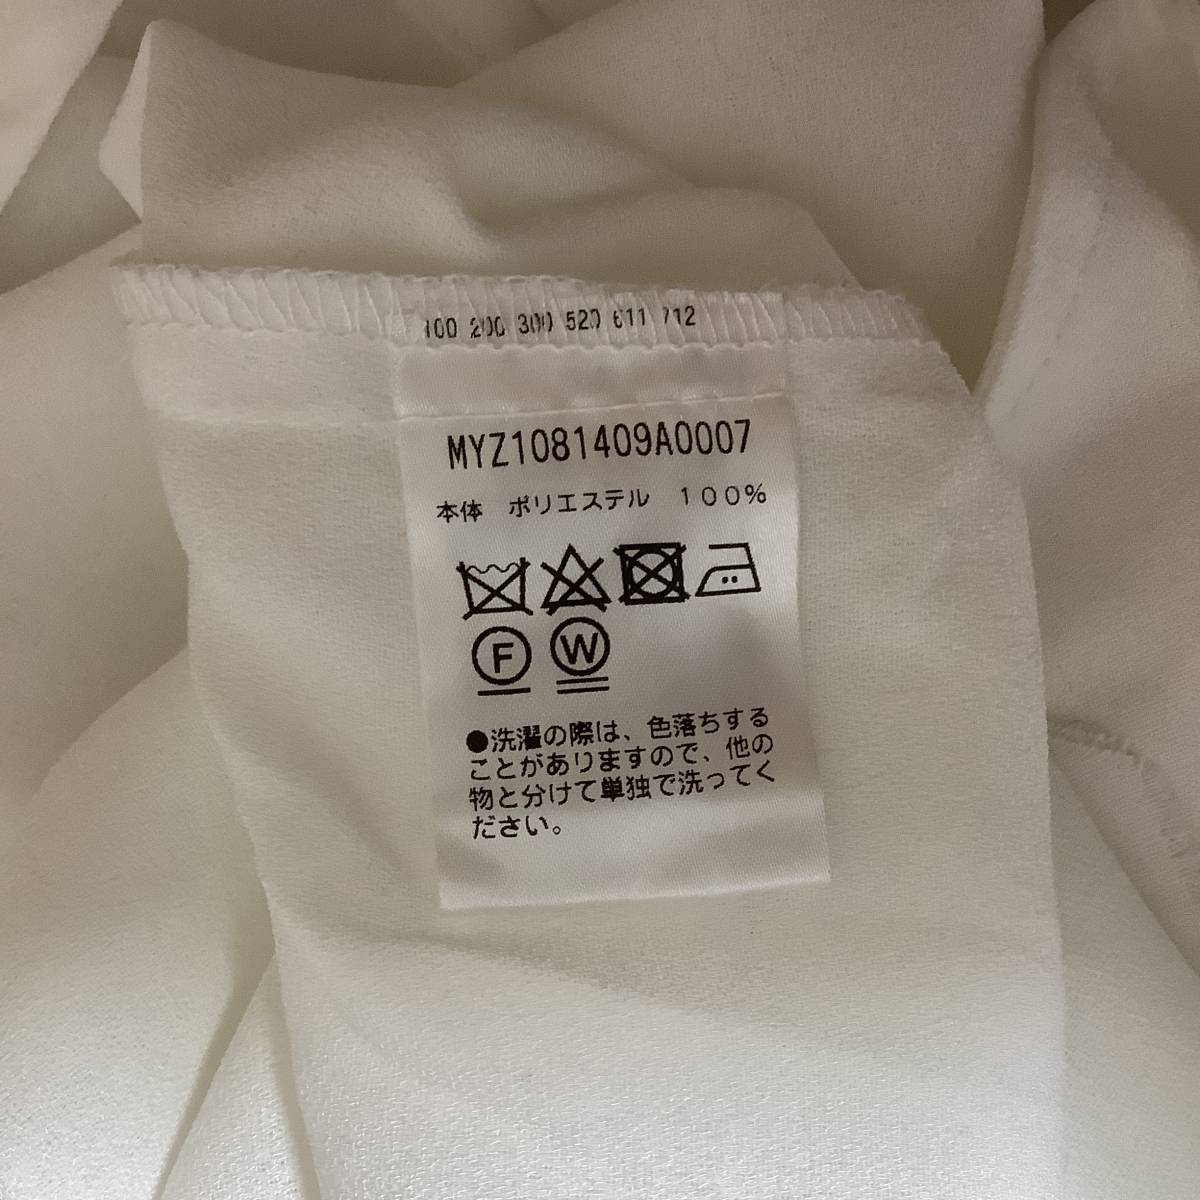 100 200 300 520 611 712
MYZ1081409A0007
本体 ポリエステル 100%
F W
●洗濯の際は、色落ちする
ことがありますので、他の
物と分けて単独で洗ってく
ださい。